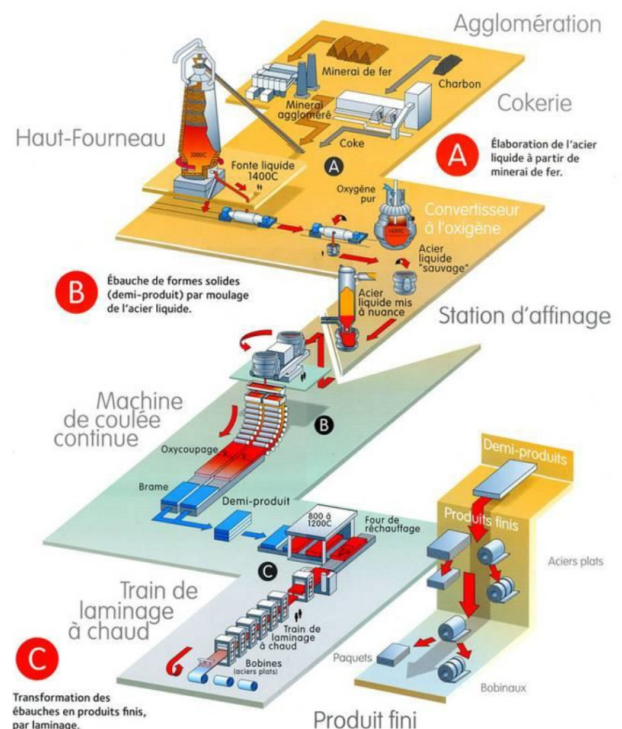 Agglomération
Minerai de fer
Charbon
Minerai
aggloméré
Cokerie
Haut-Fourneau
Coke
A
A
Élaboration de l'acier
liquide à partir de
minerai de fer.
Fonte liquide
1400C
Oxygène
pur
Convertisseur
à l'oxigène
Acier
liquide
"sauvage"
B
Ébauche de formes solides
(demi-produit) par moulage
de l'acier liquide.
Acier
liquide mis
à nuance
Station d'affinage
Machine
de coulée
continue
B
Oxycoupage
Brame
Demi-produit
800 à
1200C
Four de
réchauffage
Demi-produits
Produits finis
Aciers plats
C
Train de
laminage
à chaud
Train de
laminage
à chaud
Bobines
(aciers plats)
Paquets
Bobinaux
C
Transformation des
ébauches en produits finis,
par laminage.
Produit fini